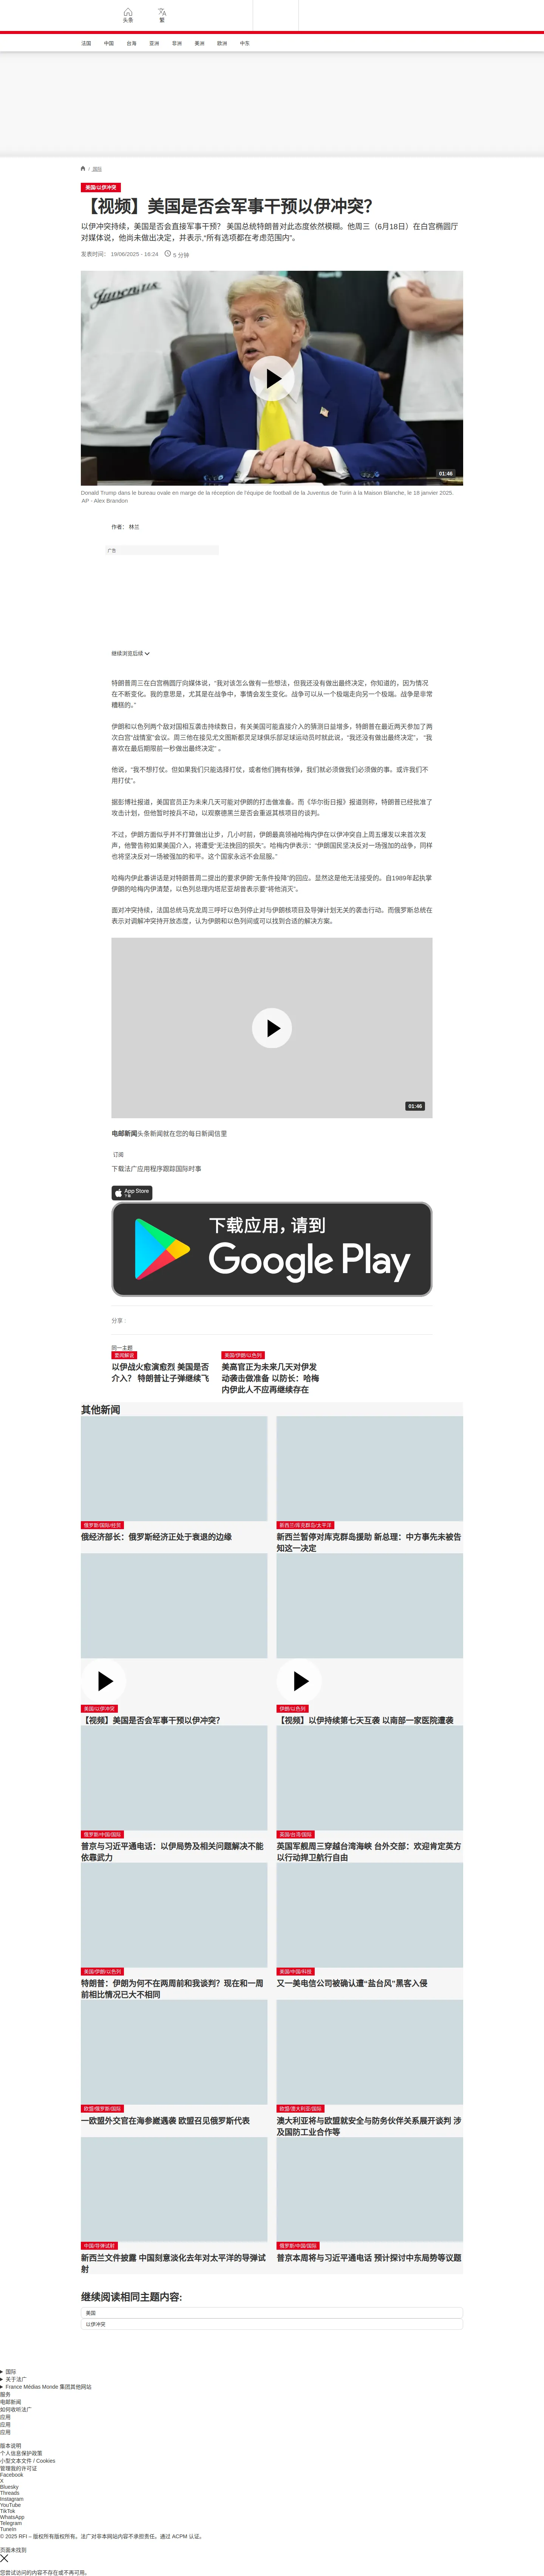 头条
繁
法国
中国
台海
亚洲
非洲
美洲
欧洲
中东
/ 国际
美国/以伊冲突
【视频】美国是否会军事干预以伊冲突？
以伊冲突持续，美国是否会直接军事干预？ 美国总统特朗普对此态度依然模糊。他周三（6月18日）在白宫椭圆厅
对媒体说，他尚未做出决定，并表示,“所有选项都在考虑范围内”。
发表时间： 19/06/2025 - 16:24
5 分钟
01:46
Donald Trump dans le bureau ovale en marge de la réception de l'équipe de football de la Juventus de Turin à la Maison Blanche, le 18 janvier 2025.
AP - Alex Brandon
作者： 林兰
广告
继续浏览后续
特朗普周三在白宫椭圆厅向媒体说，“我对该怎么做有一些想法，但我还没有做出最终决定，你知道的，因为情况
在不断变化。我的意思是，尤其是在战争中，事情会发生变化。战争可以从一个极端走向另一个极端。战争是非常
糟糕的。”
伊朗和以色列两个敌对国相互袭击持续数日，有关美国可能直接介入的猜测日益增多，特朗普在最近两天参加了两
次白宫“战情室”会议。周三他在接见尤文图斯都灵足球俱乐部足球运动员时就此说，“我还没有做出最终决定”， “我
喜欢在最后期限前一秒做出最终决定” 。
他说，“我不想打仗。但如果我们只能选择打仗，或者他们拥有核弹，我们就必须做我们必须做的事。或许我们不
用打仗”。
据彭博社报道，美国官员正为未来几天可能对伊朗的打击做准备。而《华尔街日报》报道则称，特朗普已经批准了
攻击计划，但他暂时按兵不动，以观察德黑兰是否会重返其核项目的谈判。
不过，伊朗方面似乎并不打算做出让步，几小时前，伊朗最高领袖哈梅内伊在以伊冲突自上周五爆发以来首次发
声，他警告称如果美国介入，将遭受“无法挽回的损失”。哈梅内伊表示：“伊朗国民坚决反对一场强加的战争，同样
也将坚决反对一场被强加的和平。这个国家永远不会屈服。”
哈梅内伊此番讲话是对特朗普周二提出的要求伊朗“无条件投降”的回应。显然这是他无法接受的。自1989年起执掌
伊朗的哈梅内伊清楚，以色列总理内塔尼亚胡曾表示要“将他消灭”。
面对冲突持续，法国总统马克龙周三呼吁以色列停止对与伊朗核项目及导弹计划无关的袭击行动。而俄罗斯总统在
表示对调解冲突持开放态度，认为伊朗和以色列间或可以找到合适的解决方案。
01:46
电邮新闻头条新闻就在您的每日新闻信里
订阅
下载法广应用程序跟踪国际时事
App Store
下载应用，请到
Google Play
分享 :
同一主题
要闻解说
以伊战火愈演愈烈 美国是否
介入？ 特朗普让子弹继续飞
美国/伊朗/以色列
美高官正为未来几天对伊发
动袭击做准备 以防长：哈梅
内伊此人不应再继续存在
其他新闻
俄罗斯/国际/经贸
俄经济部长：俄罗斯经济正处于衰退的边缘
新西兰/库克群岛/太平洋
新西兰暂停对库克群岛援助 新总理：中方事先未被告
知这一决定
美国/以伊冲突
【视频】美国是否会军事干预以伊冲突？
伊朗/以色列
【视频】以伊持续第七天互袭 以南部一家医院遭袭
俄罗斯/中国/国际
普京与习近平通电话：以伊局势及相关问题解决不能
依靠武力
英国/台湾/国际
英国军舰周三穿越台湾海峡 台外交部：欢迎肯定英方
以行动捍卫航行自由
美国/伊朗/以色列
特朗普：伊朗为何不在两周前和我谈判？现在和一周
前相比情况已大不相同
美国/中国/科技
又一美电信公司被确认遭“盐台风”黑客入侵
欧盟/俄罗斯/国际
一欧盟外交官在海参崴遇袭 欧盟召见俄罗斯代表
欧盟/澳大利亚/国际
澳大利亚将与欧盟就安全与防务伙伴关系展开谈判 涉
及国防工业合作等
中国/导弹试射
新西兰文件披露 中国刻意淡化去年对太平洋的导弹试
射
俄罗斯/中国/国际
普京本周将与习近平通电话 预计探讨中东局势等议题
继续阅读相同主题内容:
美国
以伊冲突
国际
关于法广
France Médias Monde 集团其他网站
服务
电邮新闻
如何收听法广
应用
应用
应用
版本说明
个人信息保护政策
小型文本文件 / Cookies
管理我的许可证
Facebook
X
Bluesky
Threads
Instagram
YouTube
TikTok
WhatsApp
Telegram
TuneIn
© 2025 RFI – 版权所有版权所有。法广对非本网站内容不承担责任。通过 ACPM 认证。
页面未找到
您尝试访问的内容不存在或不再可用。